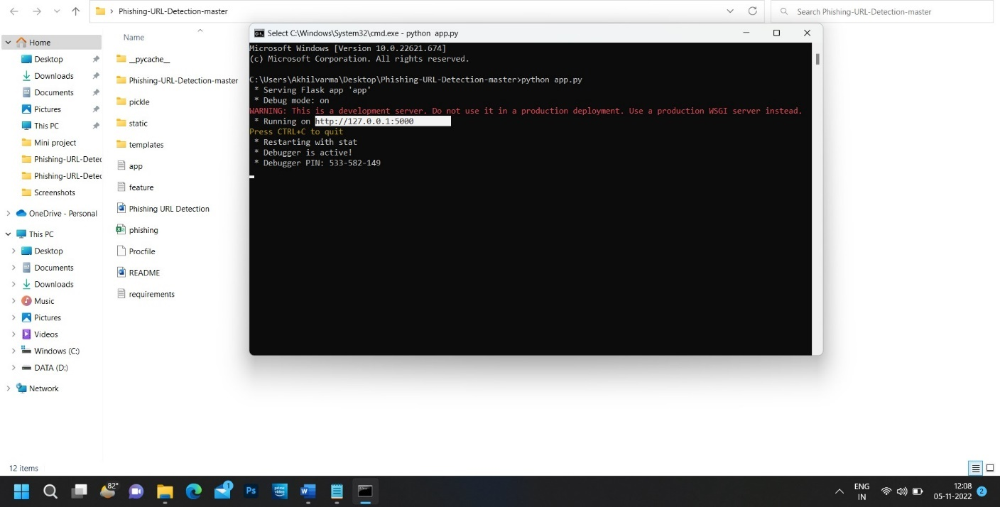 Phishing-URL-Detection-master
Search Phishing-URL-Detection-master
Home
Desktop
Downloads
Documents
Pictures
This PC
Mini project
Phishing-URL-Detec
Phishing-URL-Detec
Screenshots
OneDrive - Personal
This PC
Desktop
Documents
Downloads
Music
Pictures
Videos
Windows (C:)
DATA (D:)
Network
Name
__pycache__
Phishing-URL-Detection-master
pickle
static
templates
app
feature
Phishing URL Detection
phishing
Procfile
README
requirements
Select C:\Windows\System32\cmd.exe - python  app.py
Microsoft Windows [Version 10.0.22621.674]
(c) Microsoft Corporation. All rights reserved.
C:\Users\Akhilvarma\Desktop\Phishing-URL-Detection-master>python app.py
 * Serving Flask app 'app'
 * Debug mode: on
WARNING: This is a development server. Do not use it in a production deployment. Use a production WSGI server instead.
 * Running on http://127.0.0.1:5000
Press CTRL+C to quit
 * Restarting with stat
 * Debugger is active!
 * Debugger PIN: 533-582-149
12 items
82°
1
Ps
prime video
W
ENG
IN
12:08
05-11-2022
2